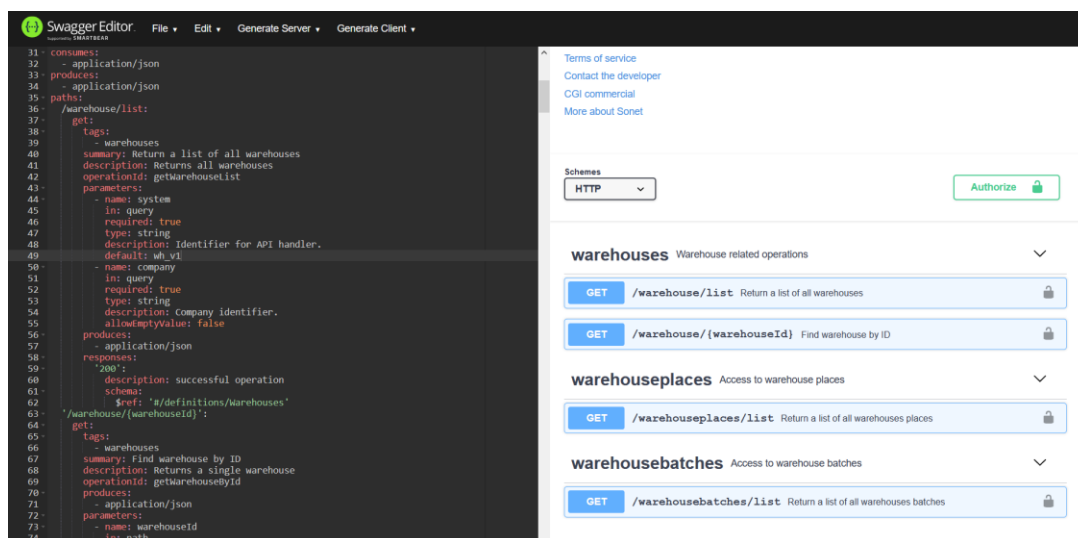 Swagger Editor. File ▾ Edit ▾ Generate Server ▾ Generate Client ▾
Supported by SMARTBEAR
31 consumes:
32 - application/json
33 produces:
34 - application/json
35 paths:
36 /warehouse/list:
37 get:
38 tags:
39 - warehouses
40 summary: Return a list of all warehouses
41 description: Returns all warehouses
42 operationId: getWarehouseList
43 parameters:
44 - name: system
45 in: query
46 required: true
47 type: string
48 description: Identifier for API handler.
49 default: wh_v1
50 - name: company
51 in: query
52 required: true
53 type: string
54 description: Company identifier.
55 allowEmptyValue: false
56 produces:
57 - application/json
58 responses:
59 '200':
60 description: successful operation
61 schema:
62 $ref: '#/definitions/Warehouses'
63 '/warehouse/{warehouseId}':
64 get:
65 tags:
66 - warehouses
67 summary: Find warehouse by ID
68 description: Returns a single warehouse
69 operationId: getWarehouseById
70 produces:
71 - application/json
72 parameters:
73 - name: warehouseId
74 in: path
Terms of service
Contact the developer
CGI commercial
More about Sonet
Schemes
HTTP
Authorize
warehouses Warehouse related operations
GET /warehouse/list Return a list of all warehouses
GET /warehouse/{warehouseId} Find warehouse by ID
warehouseplaces Access to warehouse places
GET /warehouseplaces/list Return a list of all warehouses places
warehousebatches Access to warehouse batches
GET /warehousebatches/list Return a list of all warehouses batches